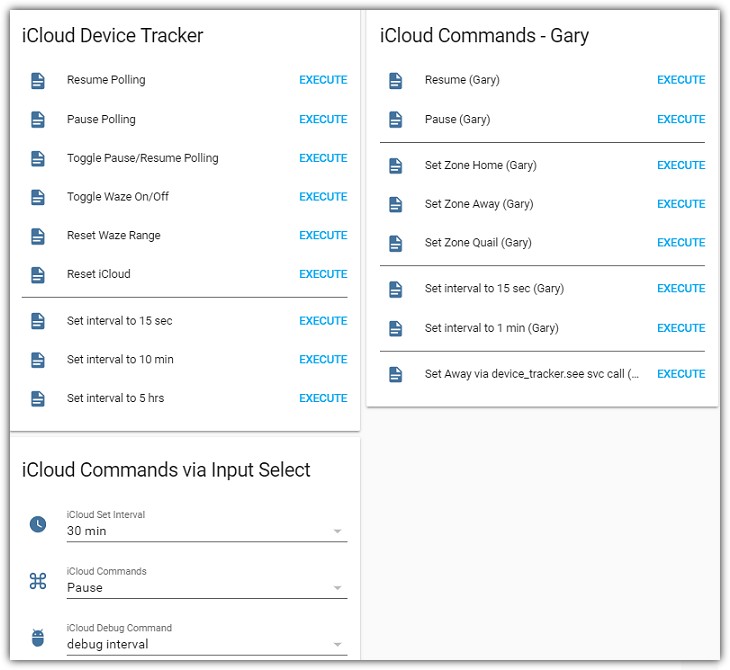 iCloud Device Tracker
Resume Polling EXECUTE
Pause Polling EXECUTE
Toggle Pause/Resume Polling EXECUTE
Toggle Waze On/Off EXECUTE
Reset Waze Range EXECUTE
Reset iCloud EXECUTE
Set interval to 15 sec EXECUTE
Set interval to 10 min EXECUTE
Set interval to 5 hrs EXECUTE
iCloud Commands via Input Select
iCloud Set Interval
30 min
iCloud Commands
Pause
iCloud Debug Command
debug interval
iCloud Commands - Gary
Resume (Gary) EXECUTE
Pause (Gary) EXECUTE
Set Zone Home (Gary) EXECUTE
Set Zone Away (Gary) EXECUTE
Set Zone Quail (Gary) EXECUTE
Set interval to 15 sec (Gary) EXECUTE
Set interval to 1 min (Gary) EXECUTE
Set Away via device_tracker.see svc call (... EXECUTE